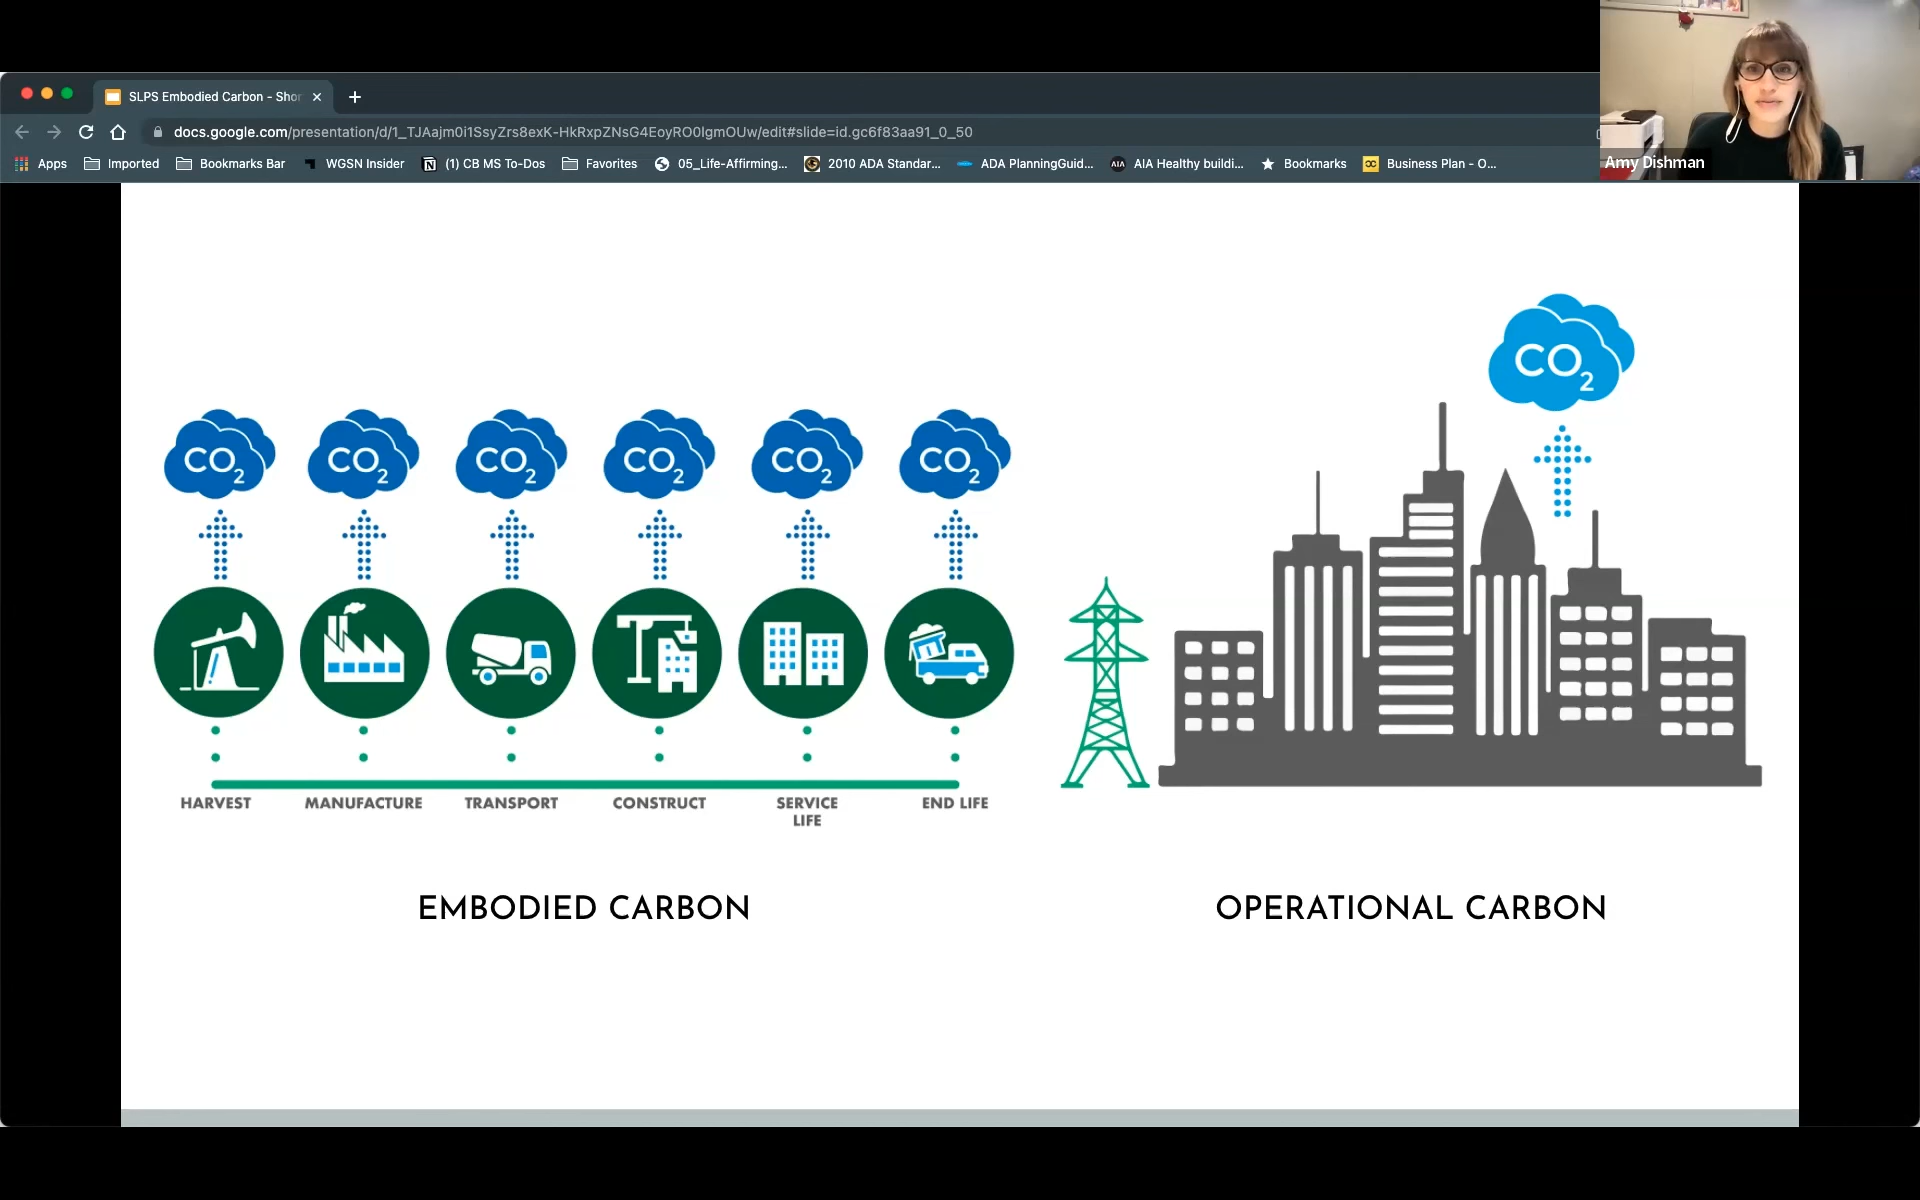 SLPS Embodied Carbon - Shor
docs.google.com/presentation/d/1_TJAajm0i1SsyZrs8exK-HkRxpZNsG4EoyRO0IgmOUw/edit#slide=id.gc6f83aa91_0_50
Apps Imported Bookmarks Bar WGSN Insider (1) CB MS To-Dos Favorites 05_Life-Affirming... 2010 ADA Standar... ADA PlanningGuid... AIA AIA Healthy buildi... Bookmarks Business Plan - O...
Amy Dishman
CO2
CO2 CO2 CO2 CO2 CO2 CO2
HARVEST MANUFACTURE TRANSPORT CONSTRUCT SERVICE LIFE END LIFE
EMBODIED CARBON OPERATIONAL CARBON